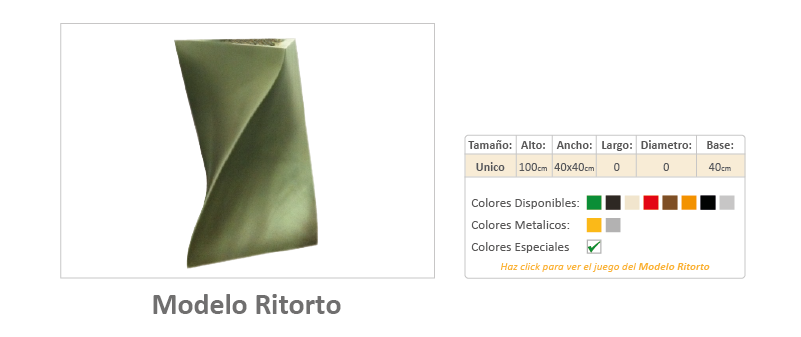 Tamaño: Alto: Ancho: Largo: Diametro: Base:
Unico 100cm 40x40cm 0 0 40cm
Colores Disponibles:
Colores Metalicos:
Colores Especiales
Haz click para ver el juego del Modelo Ritorto
Modelo Ritorto